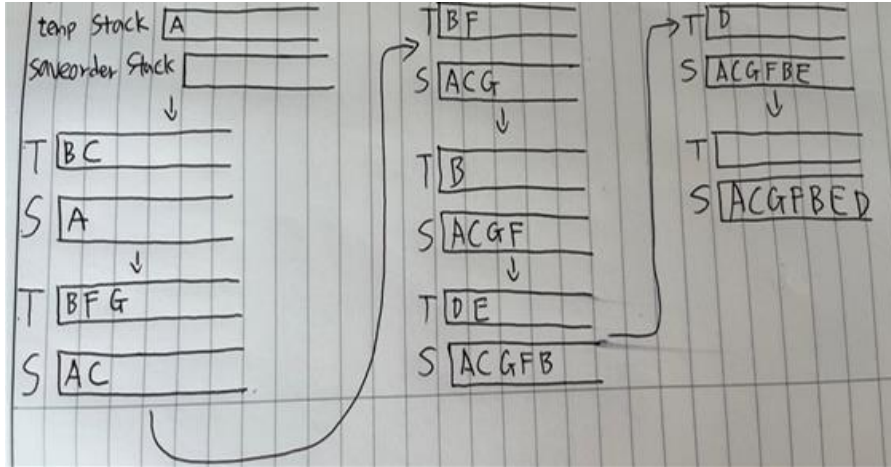 temp Stack A
saveorder Stack
↓
T BC
S A
↓
T BFG
S AC
T BF
S ACG
↓
T B
S ACGF
↓
T DE
S ACGFB
T D
S ACGFBE
↓
T
S ACGFBED